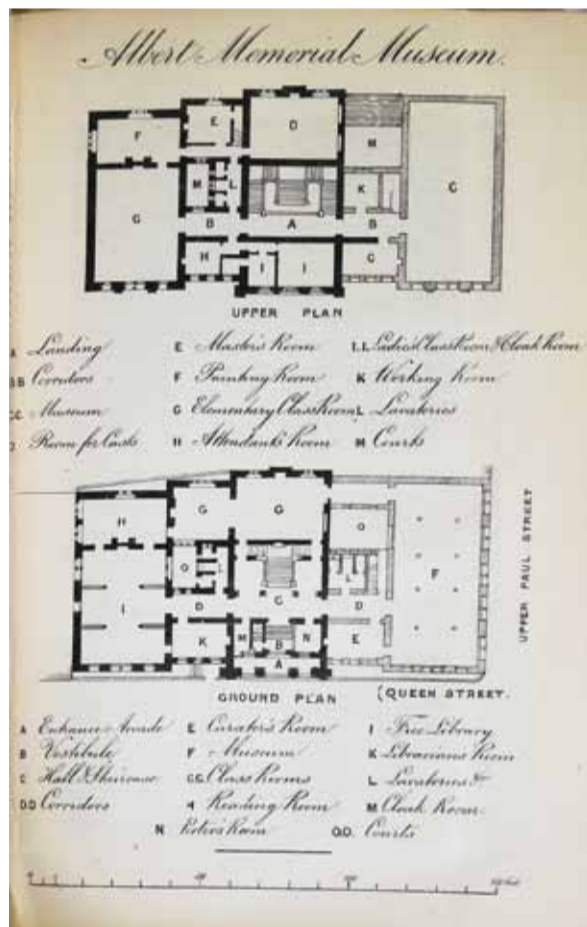 Albert Memorial Museum.
F E D M C
G M L K
B A B
H I I C
UPPER PLAN
A Landing E Master's Room I.I. Ladies Class Room & Cloak Room
B B Corridors F Painting Room K Working Room
C.C. Museum G Elementary Class Room L Lavatories
D Room for Casts H Attendants Room M Courts
H G G O F
O L L
I D C D
K M B N E
A
UPPER PAUL STREET
GROUND PLAN (QUEEN STREET.
A Entrance Arcade E Curator's Room I Free Library
B Vestibule F Museum K Librarians Room
C Hall & Staircase G.G. Class Rooms L Lavatories &c
D.D Corridors H Reading Room M Cloak Room
N Porter's Room O.O. Courts